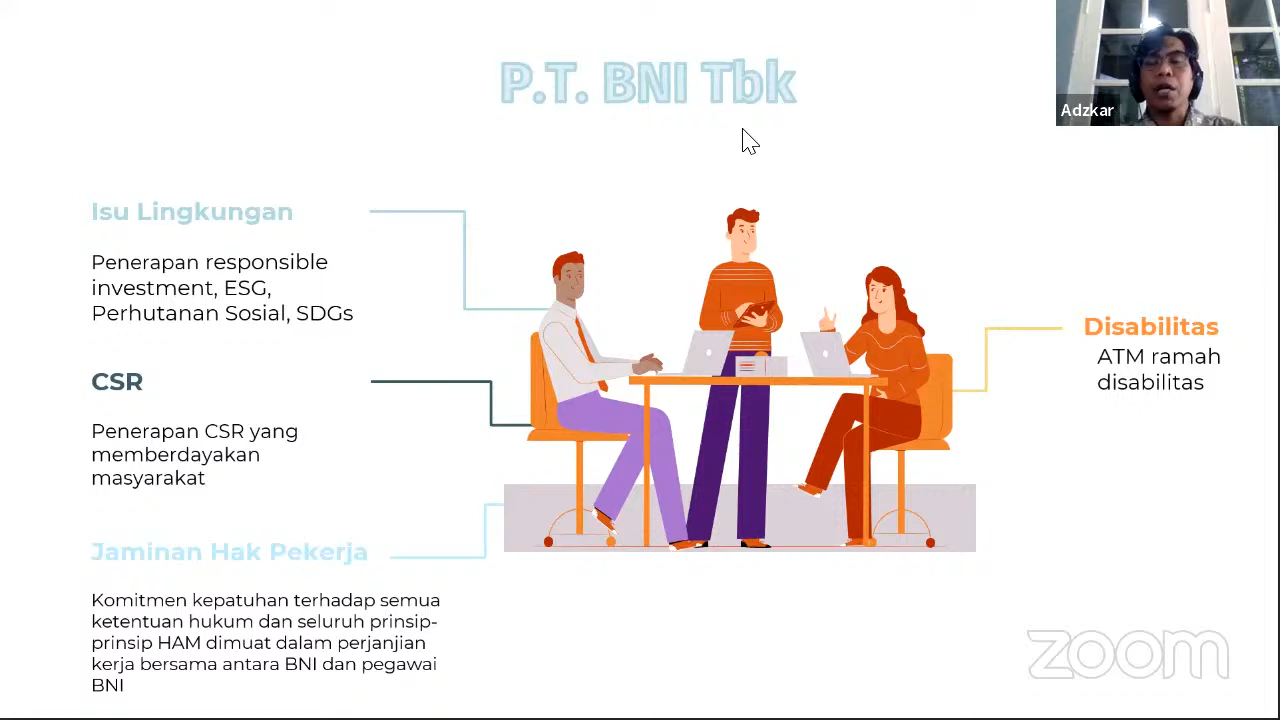 P.T. BNI Tbk
Adzkar
Isu Lingkungan
Penerapan responsible
investment, ESG,
Perhutanan Sosial, SDGs
CSR
Penerapan CSR yang
memberdayakan
masyarakat
Jaminan Hak Pekerja
Komitmen kepatuhan terhadap semua
ketentuan hukum dan seluruh prinsip-
prinsip HAM dimuat dalam perjanjian
kerja bersama antara BNI dan pegawai
BNI
Disabilitas
ATM ramah
disabilitas
zoom